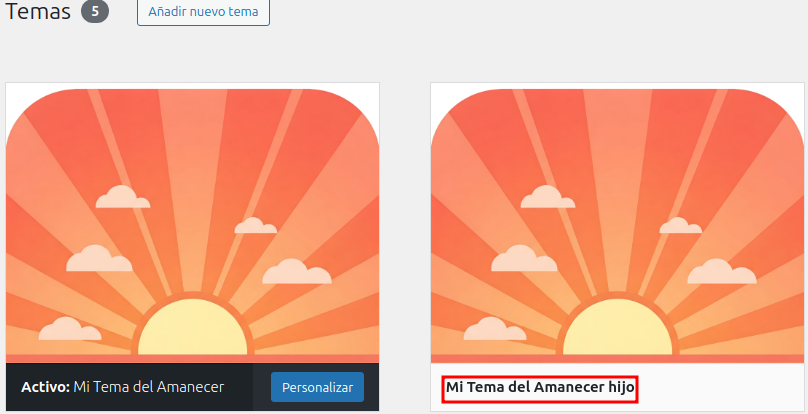 Temas 5 Añadir nuevo tema
Activo: Mi Tema del Amanecer Personalizar
Mi Tema del Amanecer hijo